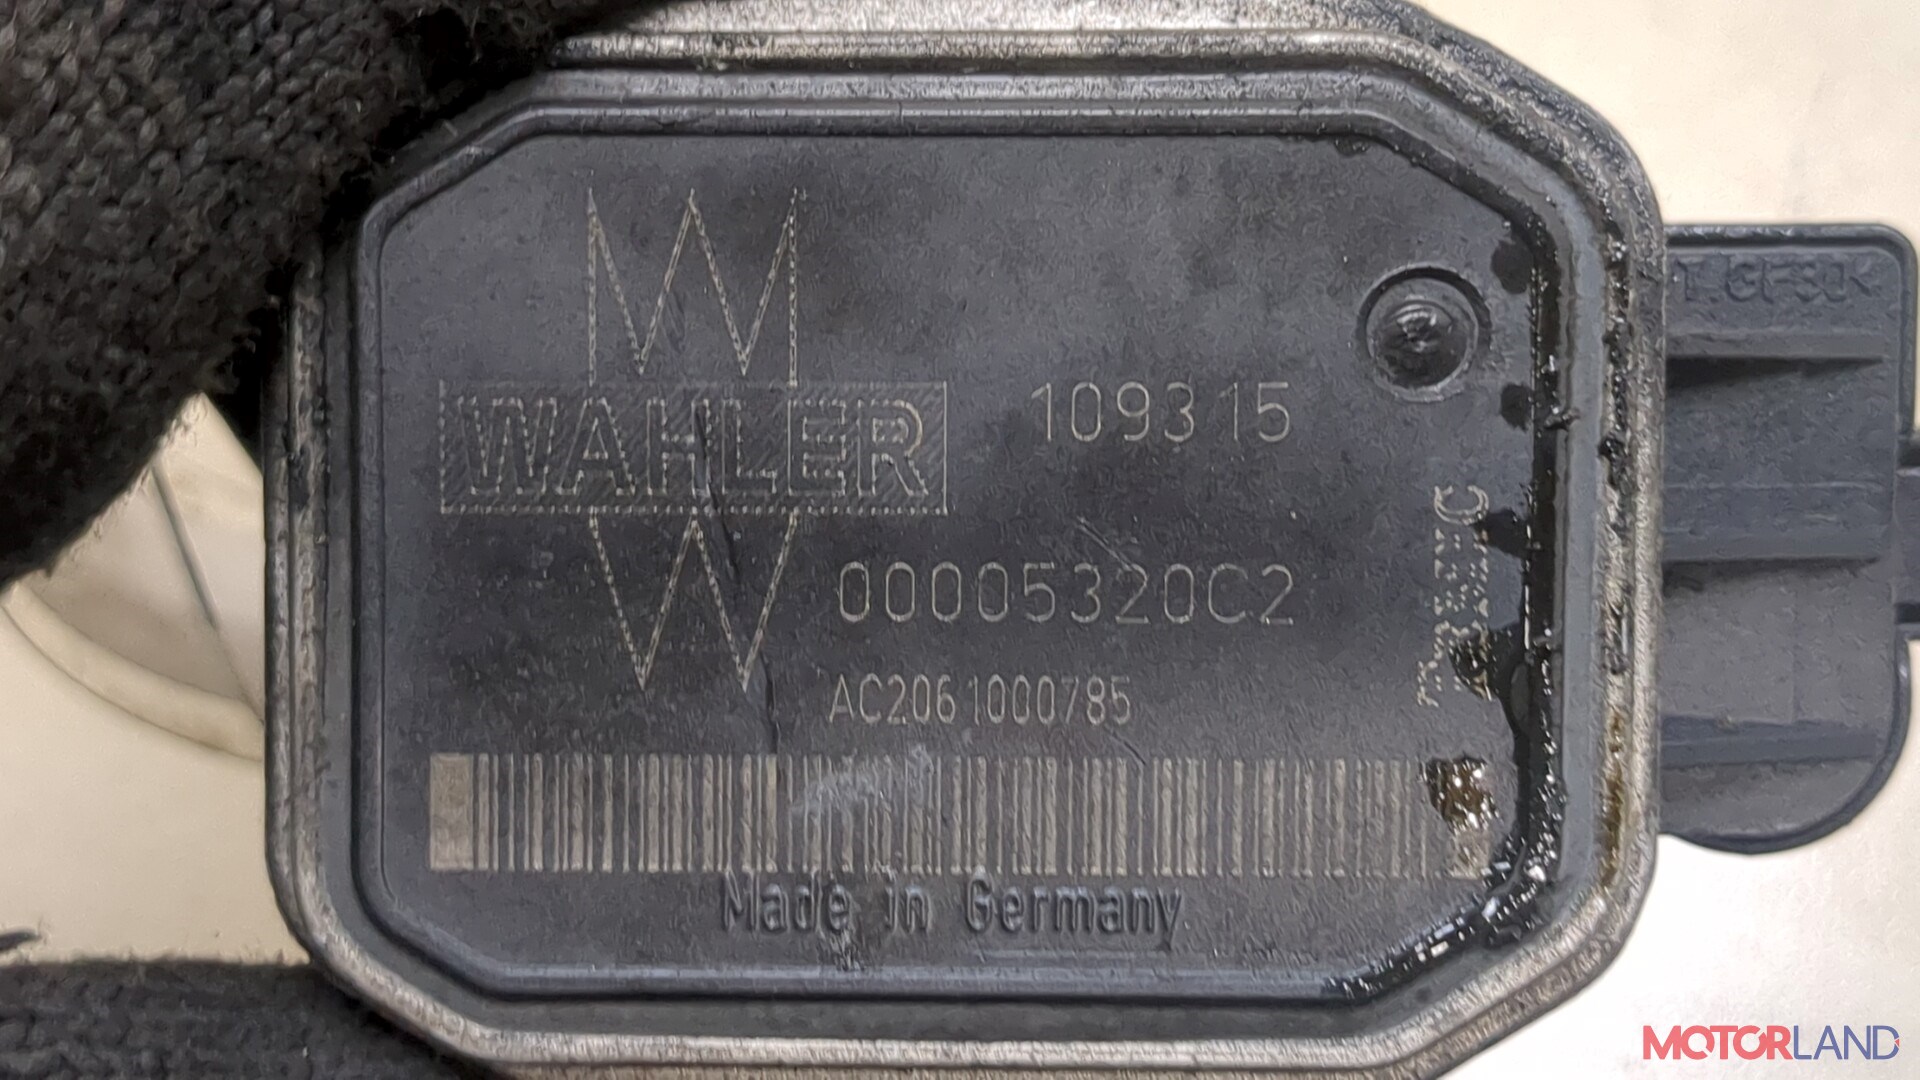 WAHLER
109315
00005320C2
AC2061000785
Made in Germany
MOTORLAND